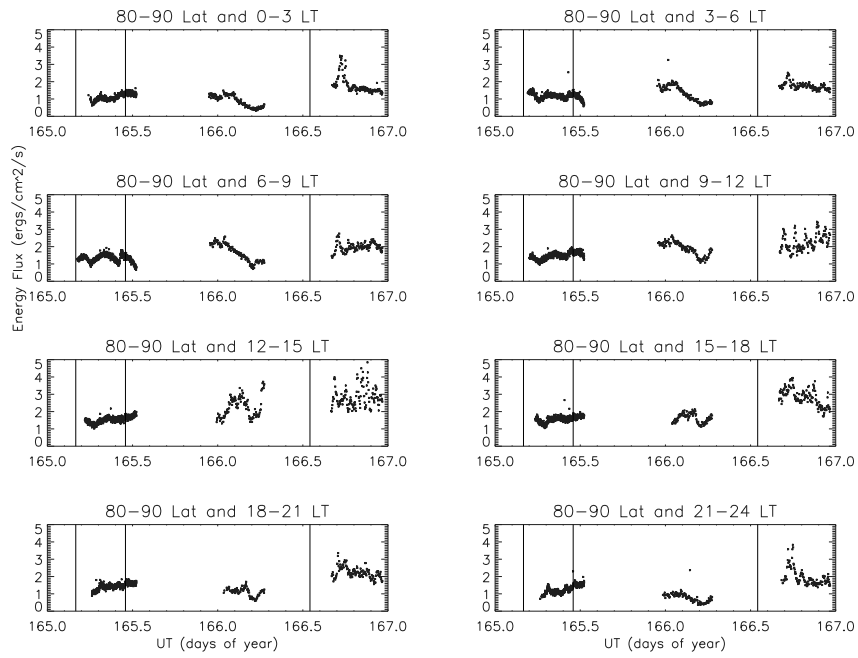 80-90 Lat and 0-3 LT
5
4
3
2
1
0
165.0 165.5 166.0 166.5 167.0
80-90 Lat and 3-6 LT
5
4
3
2
1
0
165.0 165.5 166.0 166.5 167.0
Energy Flux (ergs/cm^2/s)
80-90 Lat and 6-9 LT
5
4
3
2
1
0
165.0 165.5 166.0 166.5 167.0
80-90 Lat and 9-12 LT
5
4
3
2
1
0
165.0 165.5 166.0 166.5 167.0
80-90 Lat and 12-15 LT
5
4
3
2
1
0
165.0 165.5 166.0 166.5 167.0
80-90 Lat and 15-18 LT
5
4
3
2
1
0
165.0 165.5 166.0 166.5 167.0
80-90 Lat and 18-21 LT
5
4
3
2
1
0
165.0 165.5 166.0 166.5 167.0
UT (days of year)
80-90 Lat and 21-24 LT
5
4
3
2
1
0
165.0 165.5 166.0 166.5 167.0
UT (days of year)